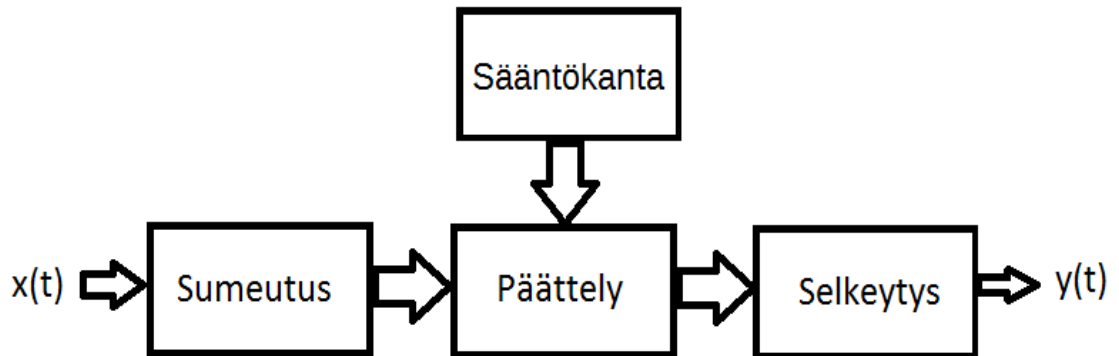 Sääntökanta
x(t)
Sumeutus
Päättely
Selkeytys
y(t)